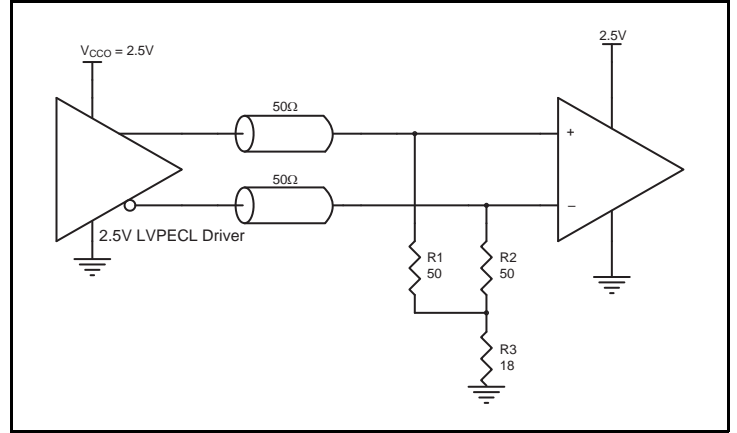 V_CCO = 2.5V
2.5V
50Ω
+
50Ω
–
2.5V LVPECL Driver
R1
50
R2
50
R3
18